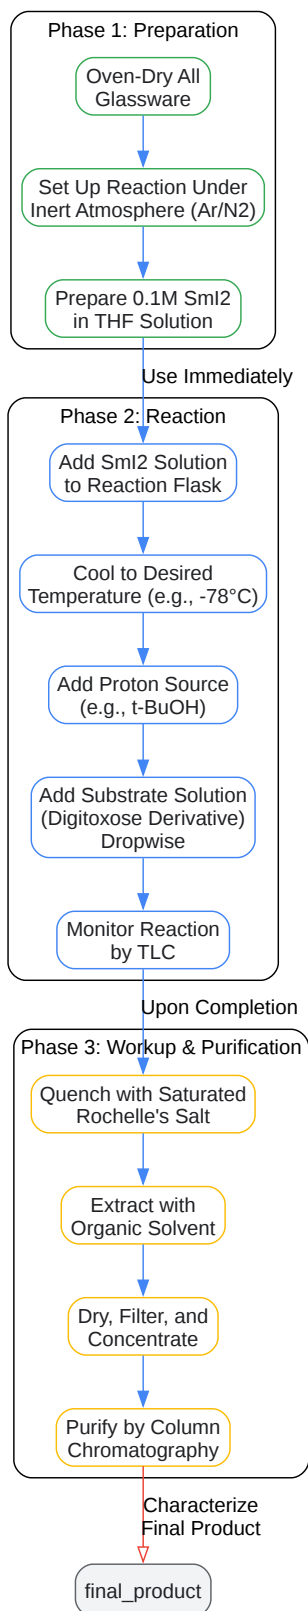 Phase 1: Preparation
Oven-Dry All
Glassware
Set Up Reaction Under
Inert Atmosphere (Ar/N2)
Prepare 0.1M SmI2
in THF Solution
Use Immediately
Phase 2: Reaction
Add SmI2 Solution
to Reaction Flask
Cool to Desired
Temperature (e.g., -78°C)
Add Proton Source
(e.g., t-BuOH)
Add Substrate Solution
(Digitoxose Derivative)
Dropwise
Monitor Reaction
by TLC
Upon Completion
Phase 3: Workup & Purification
Quench with Saturated
Rochelle's Salt
Extract with
Organic Solvent
Dry, Filter, and
Concentrate
Purify by Column
Chromatography
Characterize
Final Product
final_product